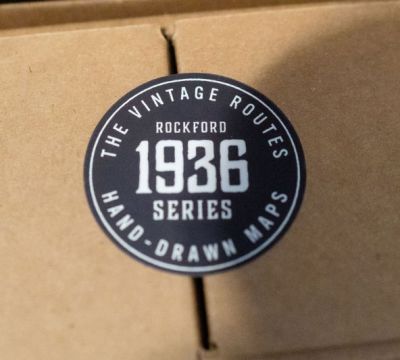 THE VINTAGE ROUTES
ROCKFORD
1936
SERIES
HAND-DRAWN MAPS